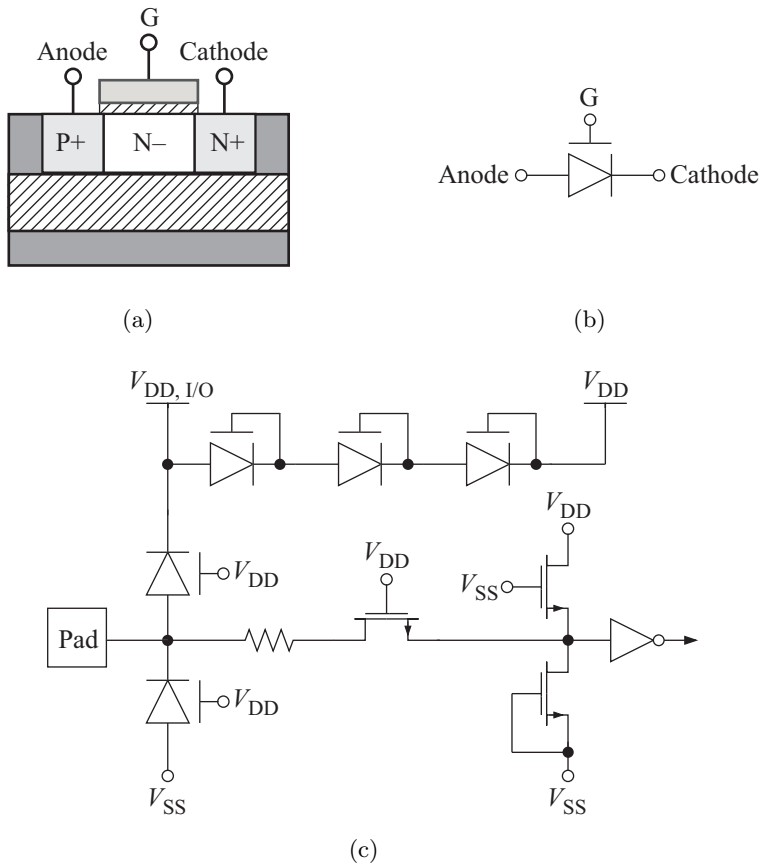 G
Anode Cathode
P+ N– N+
(a)
G
Anode Cathode
(b)
V_DD, I/O V_DD
V_DD
V_DD V_DD
V_SS
Pad
V_DD
V_SS V_SS
(c)